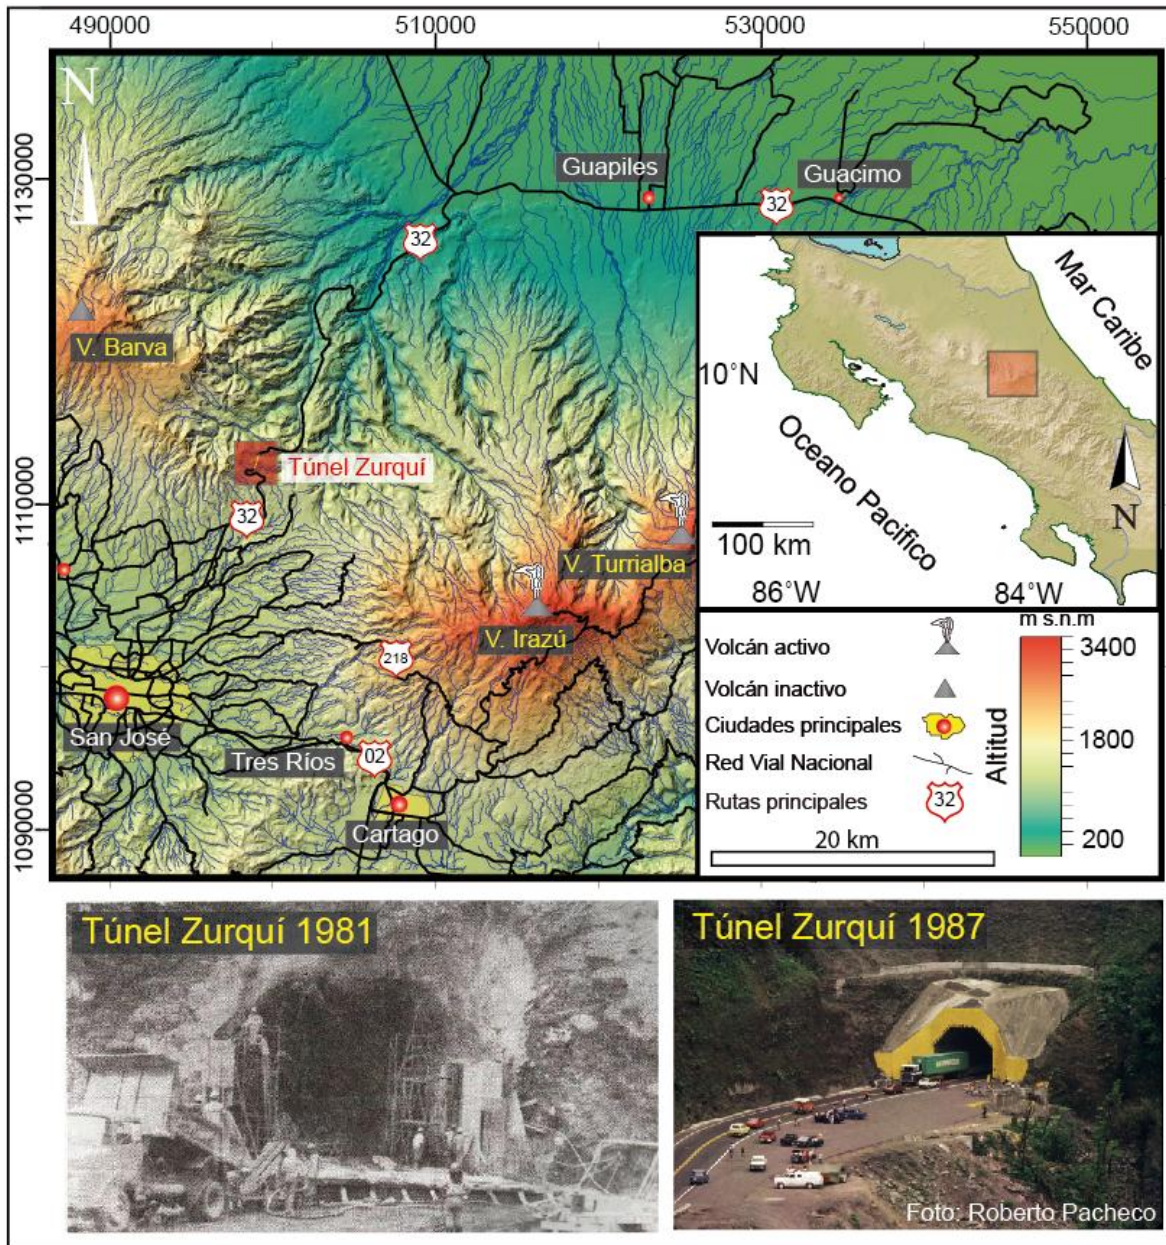 490000
510000
530000
550000
N
1130000
Guapiles
Guacimo
32
32
V. Barva
Túnel Zurquí
1110000
32
V. Turrialba
V. Irazú
218
San José
Tres Ríos
02
Cartago
1090000
Mar Caribe
10°N
Oceano Pacifico
N
100 km
86°W
84°W
m s.n.m
Volcán activo
3400
Volcán inactivo
Ciudades principales
1800
Red Vial Nacional
Altitud
Rutas principales
32
200
20 km
Túnel Zurquí 1981
Túnel Zurquí 1987
Foto: Roberto Pacheco